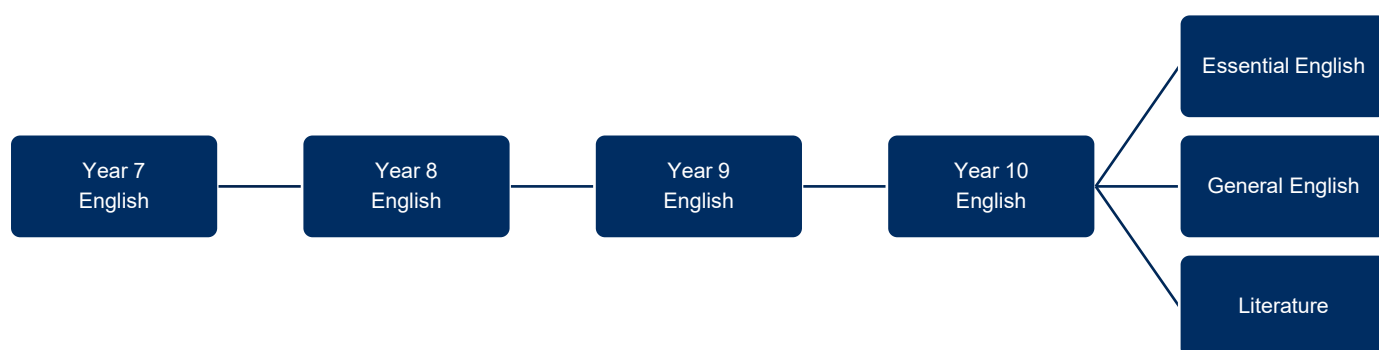 Year 7
English
Year 8
English
Year 9
English
Year 10
English
Essential English
General English
Literature